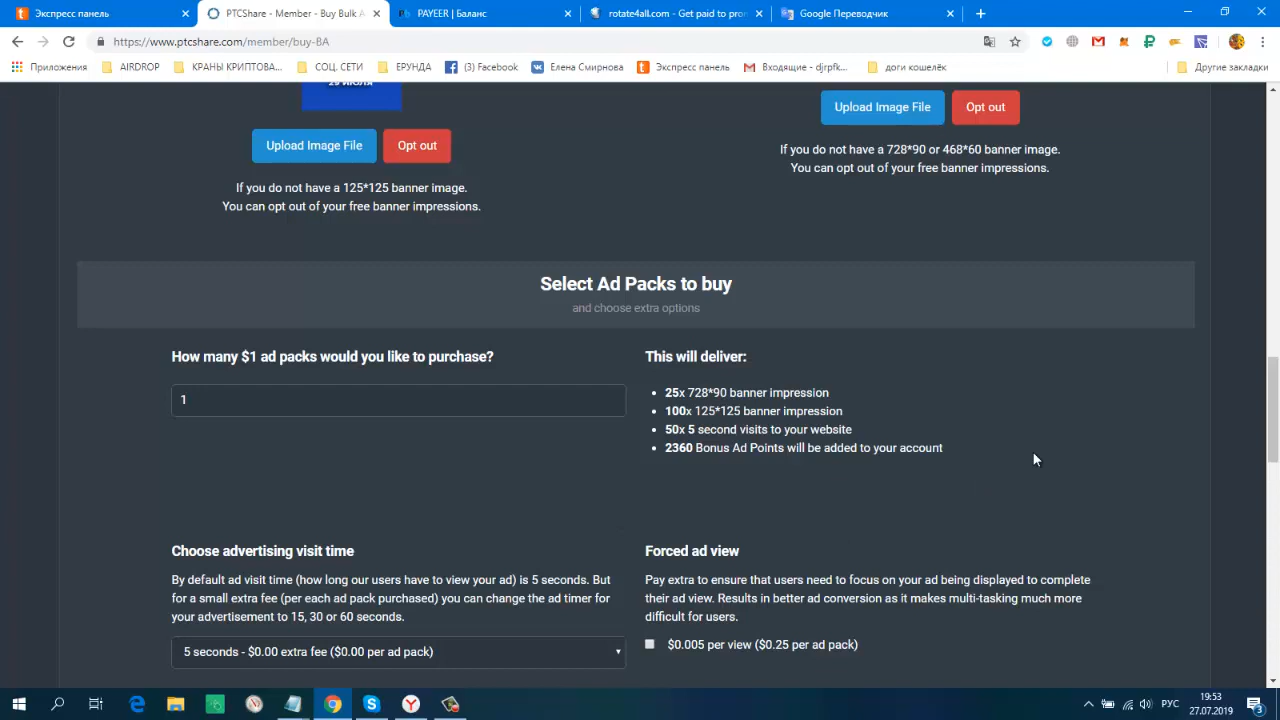 Экспресс панель
PTCShare - Member - Buy Bulk A
PAYEER | Баланс
rotate4all.com - Get paid to pron
Google Переводчик
https://www.ptcshare.com/member/buy-BA
Приложения
AIRDROP
КРАНЫ КРИПТОВА...
СОЦ. СЕТИ
ЕРУНДА
(3) Facebook
Елена Смирнова
Экспресс панель
Входящие - djrpfk...
доги кошелёк
Другие закладки
29 ИЮЛЯ
Upload Image File
Opt out
If you do not have a 125*125 banner image.
You can opt out of your free banner impressions.
Upload Image File
Opt out
If you do not have a 728*90 or 468*60 banner image.
You can opt out of your free banner impressions.
Select Ad Packs to buy
and choose extra options
How many $1 ad packs would you like to purchase?
1
This will deliver:
25x 728*90 banner impression
100x 125*125 banner impression
50x 5 second visits to your website
2360 Bonus Ad Points will be added to your account
Choose advertising visit time
By default ad visit time (how long our users have to view your ad) is 5 seconds. But
for a small extra fee (per each ad pack purchased) you can change the ad timer for
your advertisement to 15, 30 or 60 seconds.
5 seconds - $0.00 extra fee ($0.00 per ad pack)
Forced ad view
Pay extra to ensure that users need to focus on your ad being displayed to complete
their ad view. Results in better ad conversion as it makes multi-tasking much more
difficult for users.
$0.005 per view ($0.25 per ad pack)
РУС
19:53
27.07.2019
3